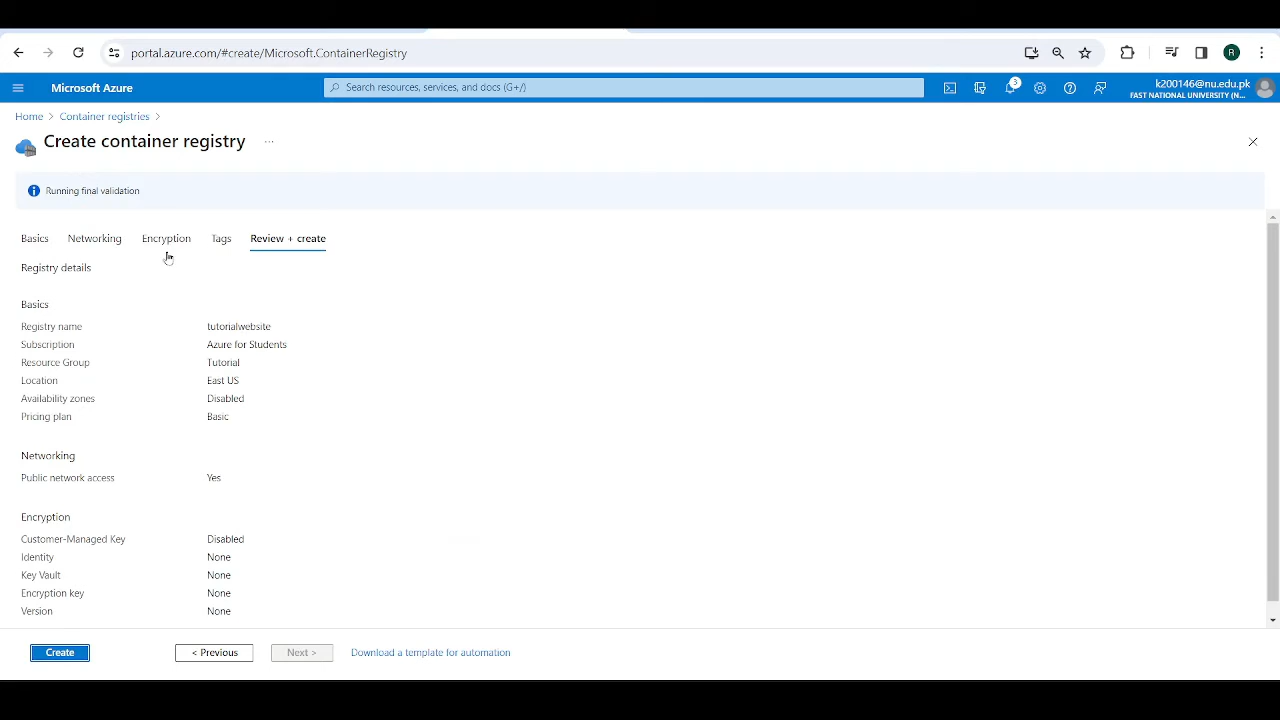 portal.azure.com/#create/Microsoft.ContainerRegistry
R
Microsoft Azure
Search resources, services, and docs (G+/)
3
k200146@nu.edu.pk
FAST NATIONAL UNIVERSITY (N...
Home > Container registries >
Create container registry ...
Running final validation
Basics Networking Encryption Tags Review + create
Registry details
Basics
Registry name tutorialwebsite
Subscription Azure for Students
Resource Group Tutorial
Location East US
Availability zones Disabled
Pricing plan Basic
Networking
Public network access Yes
Encryption
Customer-Managed Key Disabled
Identity None
Key Vault None
Encryption key None
Version None
Create < Previous Next > Download a template for automation